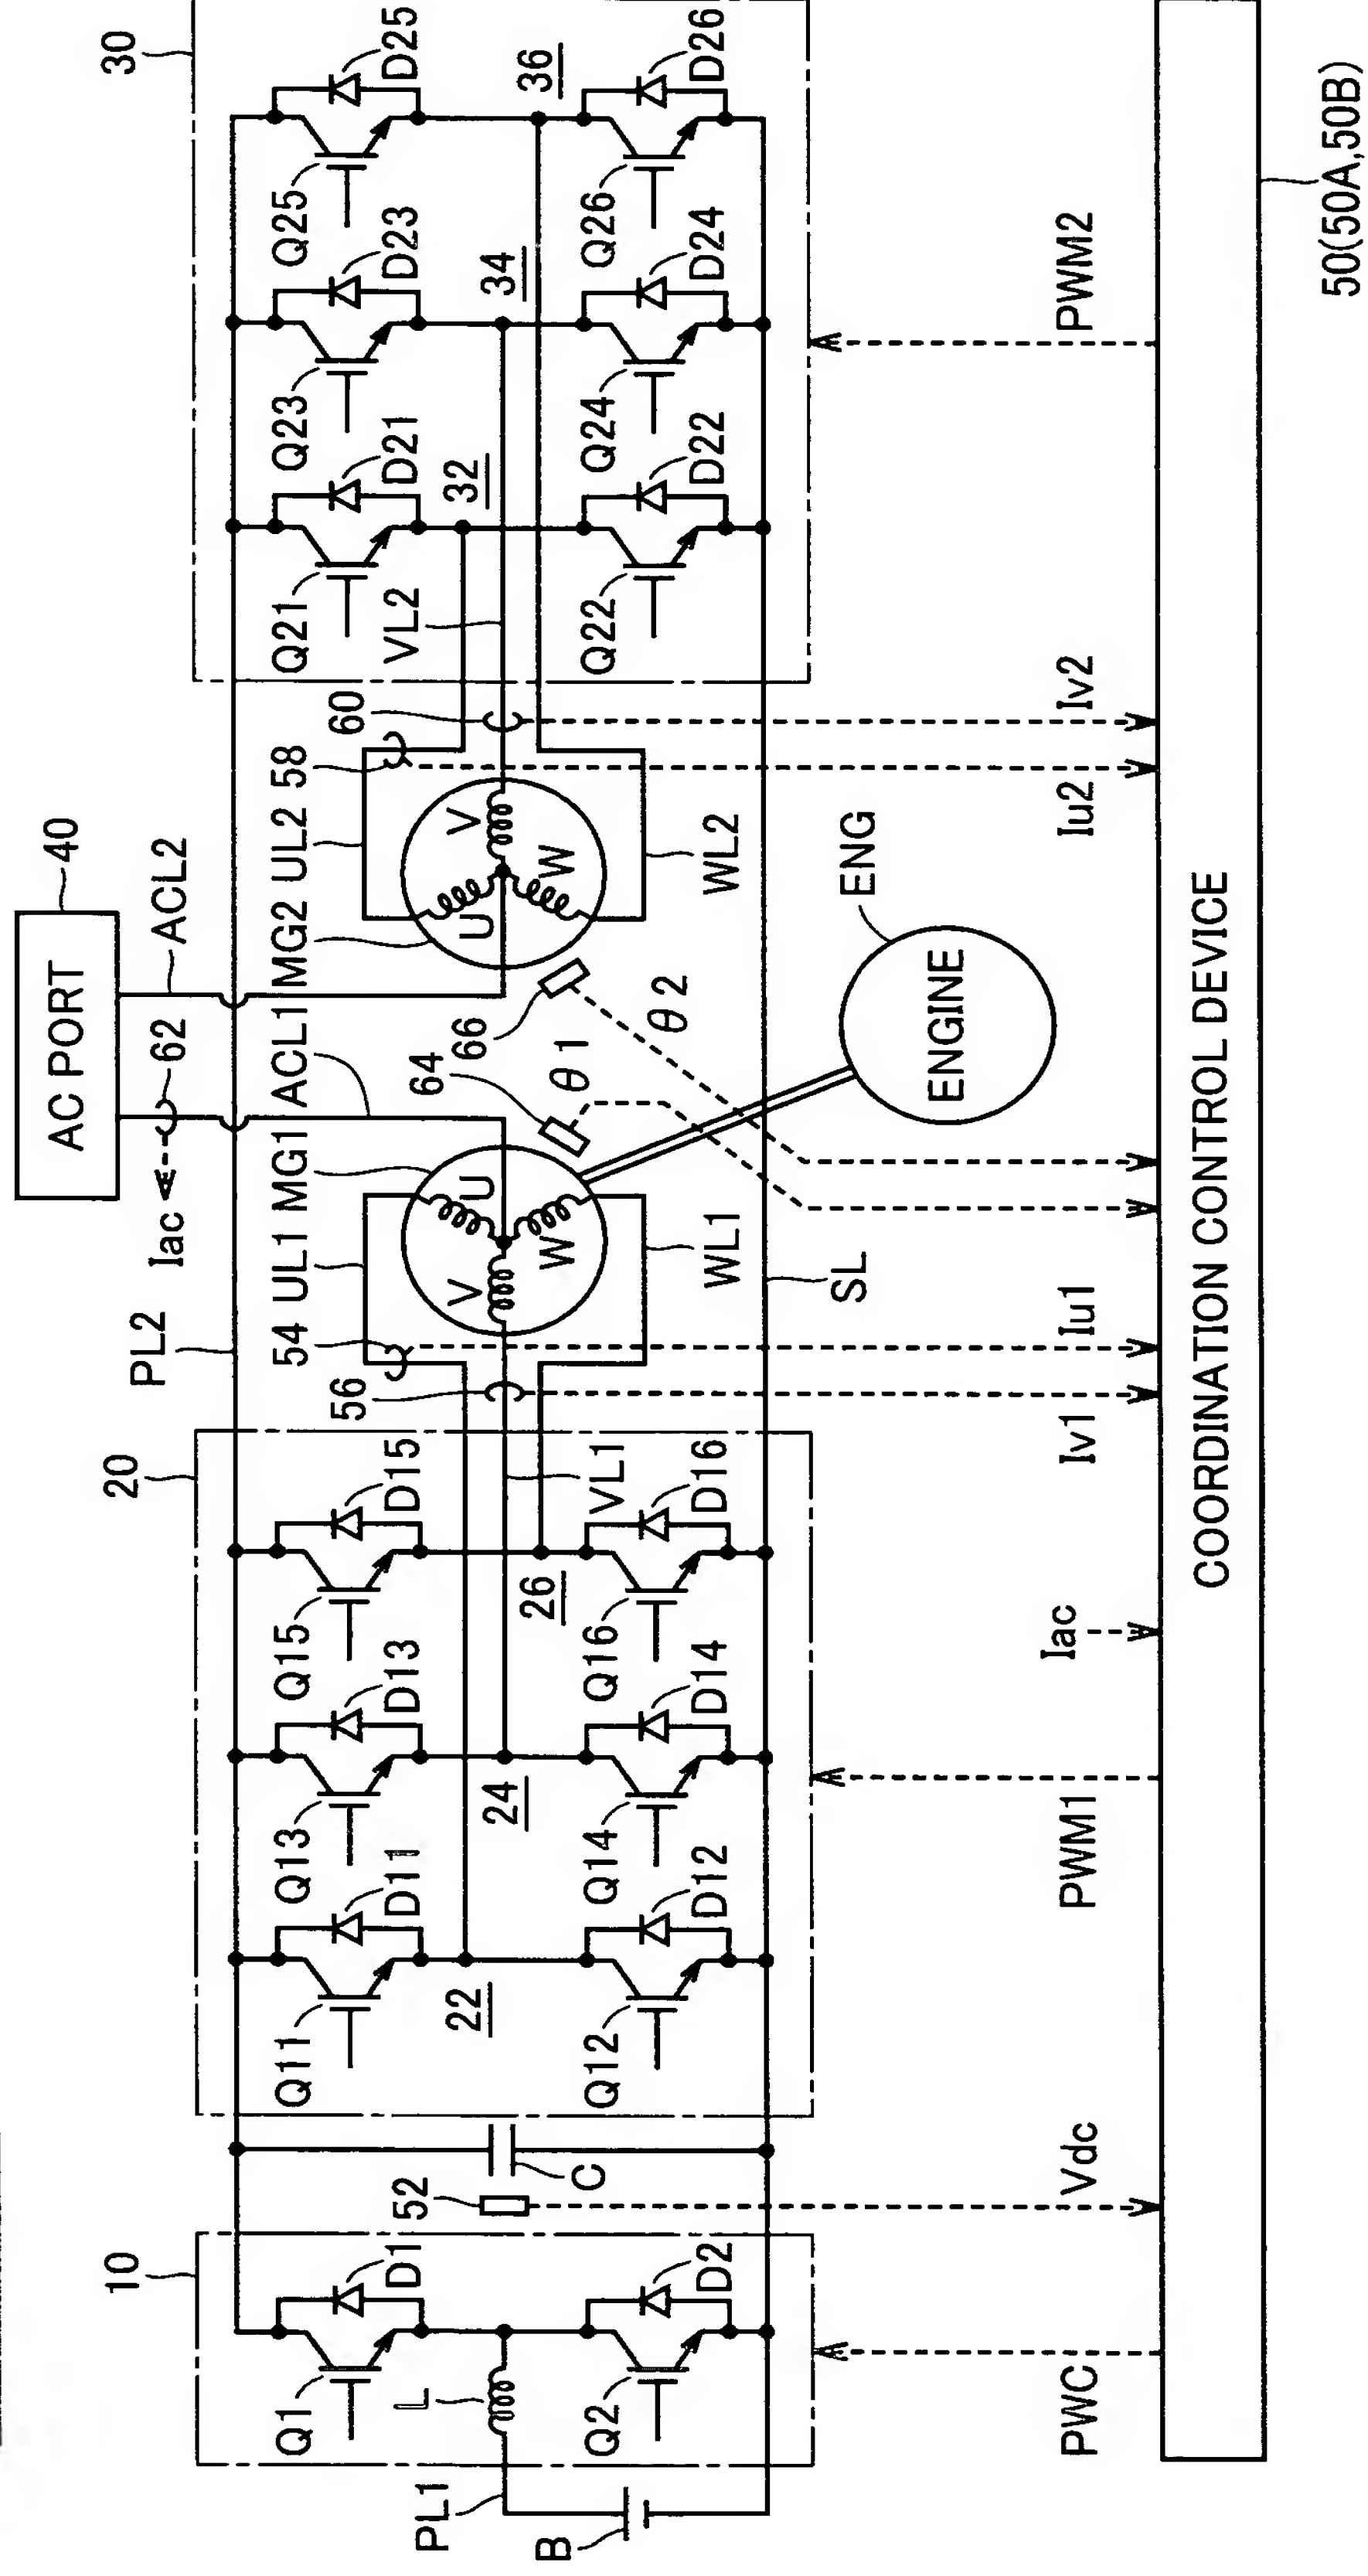 AC PORT
40
ACL2
62
Iac
ACL1
PL2
10
20
30
Q1
D1
Q11
D11
Q13
D13
Q15
D15
54
UL1
MG1
MG2
UL2
58
Q21
D21
Q23
D23
Q25
D25
PL1
L
52
56
64
66
60
VL2
22
24
26
32
34
36
U
V
W
U
V
W
θ1
θ2
B
C
Q2
D2
Q12
D12
Q14
D14
Q16
D16
VL1
WL1
WL2
Q22
D22
Q24
D24
Q26
D26
SL
ENG
ENGINE
PWC
Vdc
PWM1
Iac
Iv1
Iu1
Iu2
Iv2
PWM2
COORDINATION CONTROL DEVICE
50(50A,50B)